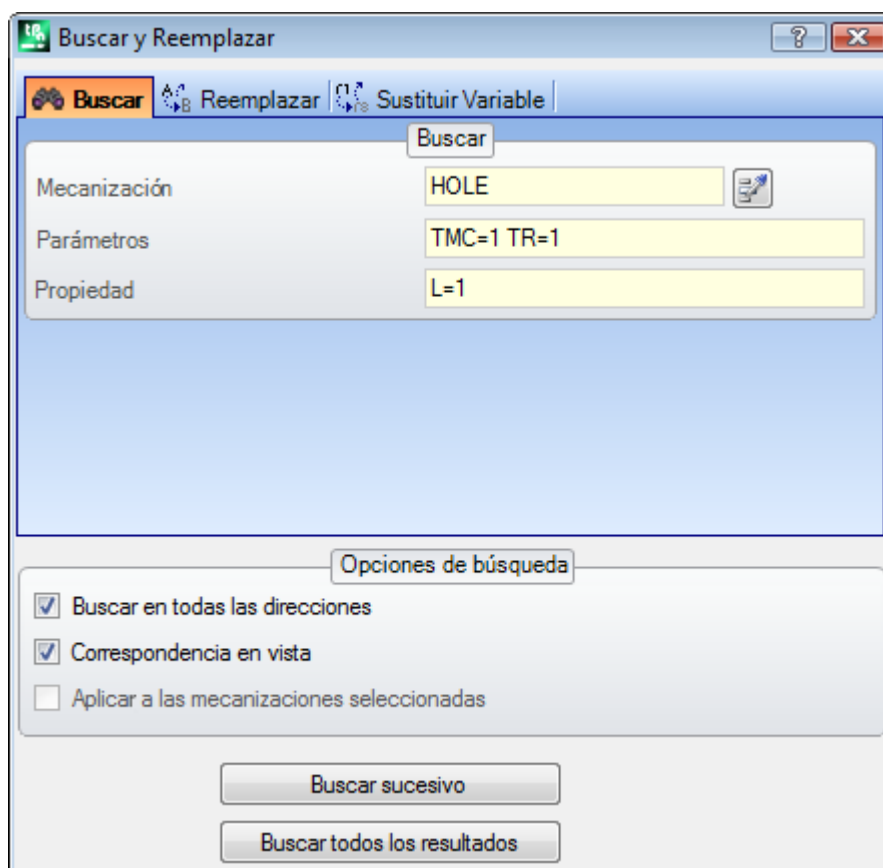 Buscar y Reemplazar
Buscar Reemplazar Sustituir Variable
Buscar
Mecanización HOLE
Parámetros TMC=1 TR=1
Propiedad L=1
Opciones de búsqueda
Buscar en todas las direcciones
Correspondencia en vista
Aplicar a las mecanizaciones seleccionadas
Buscar sucesivo
Buscar todos los resultados